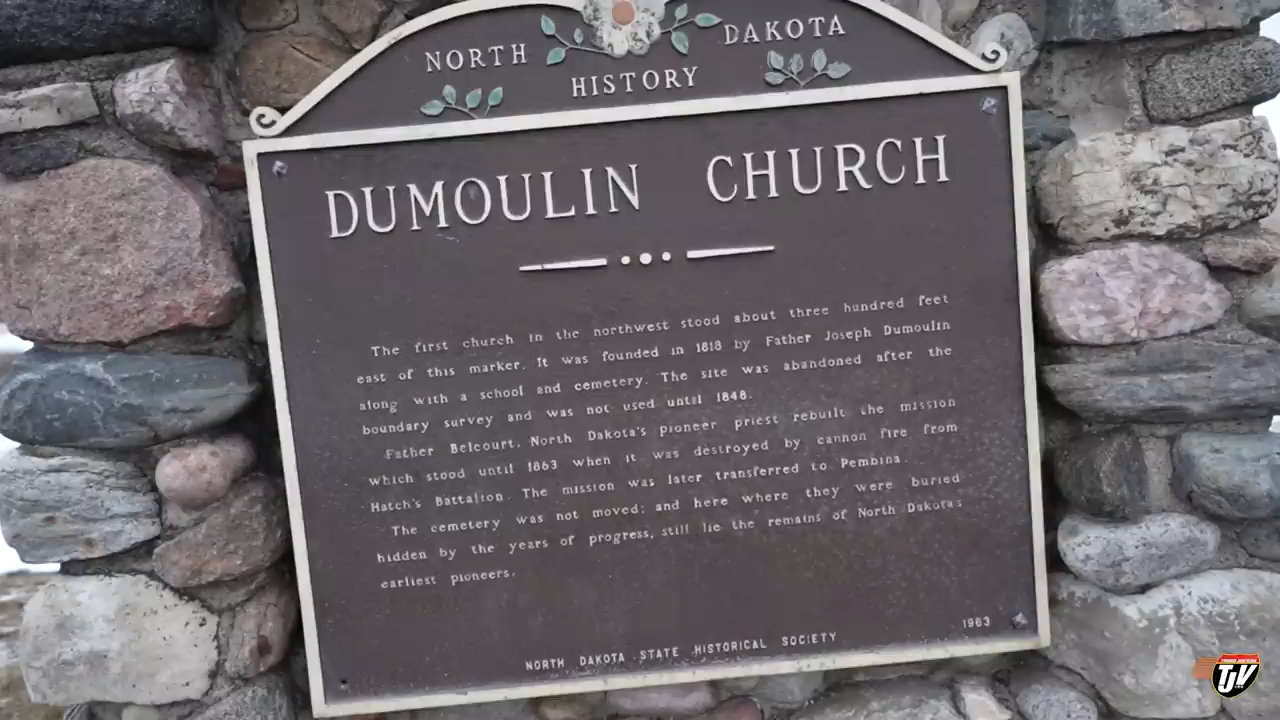 NORTH DAKOTA
HISTORY
DUMOULIN CHURCH
The first church in the northwest stood about three hundred feet
east of this marker. It was founded in 1818 by Father Joseph Dumoulin
along with a school and cemetery. The site was abandoned after the
boundary survey and was not used until 1848.
Father Belcourt, North Dakota's pioneer priest rebuilt the mission
which stood until 1863 when it was destroyed by cannon fire from
Hatch's Battalion. The mission was later transferred to Pembina.
The cemetery was not moved; and here where they were buried
hidden by the years of progress, still lie the remains of North Dakota's
earliest pioneers.
1963
NORTH DAKOTA STATE HISTORICAL SOCIETY
TJV